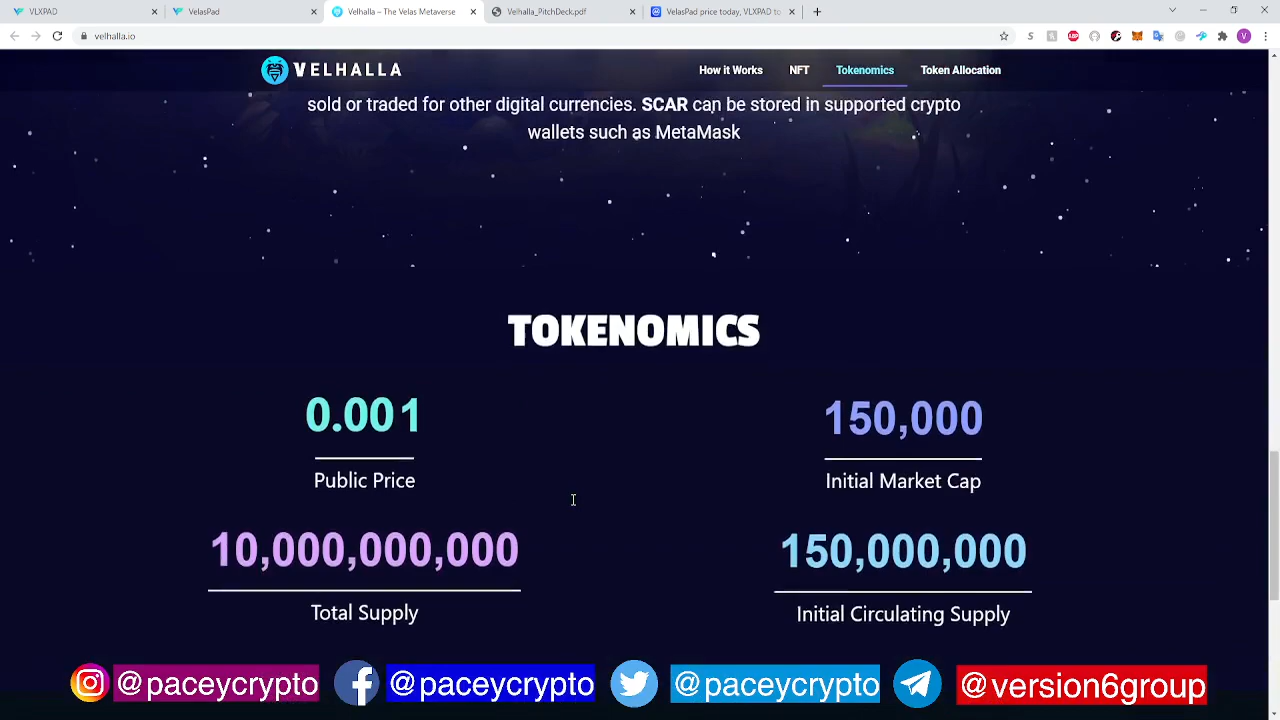 VLXPAD
VelasPad
Velhalla – The Velas Metaverse
Velhalla_PitchDeck.pdf
VelasPad price today, VLXPAD to
velhalla.io
VELHALLA
How it Works
NFT
Tokenomics
Token Allocation
sold or traded for other digital currencies. SCAR can be stored in supported crypto
wallets such as MetaMask
TOKENOMICS
0.001
Public Price
150,000
Initial Market Cap
10,000,000,000
Total Supply
150,000,000
Initial Circulating Supply
@paceycrypto
@paceycrypto
@paceycrypto
@version6group